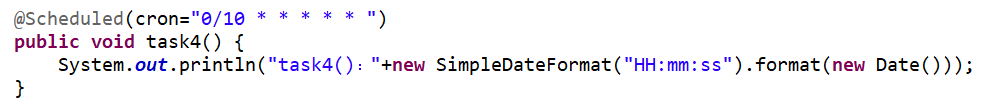 @Scheduled(cron="0/10 * * * * * ")
public void task4() {
    System.out.println("task4()："+new SimpleDateFormat("HH:mm:ss").format(new Date()));
}